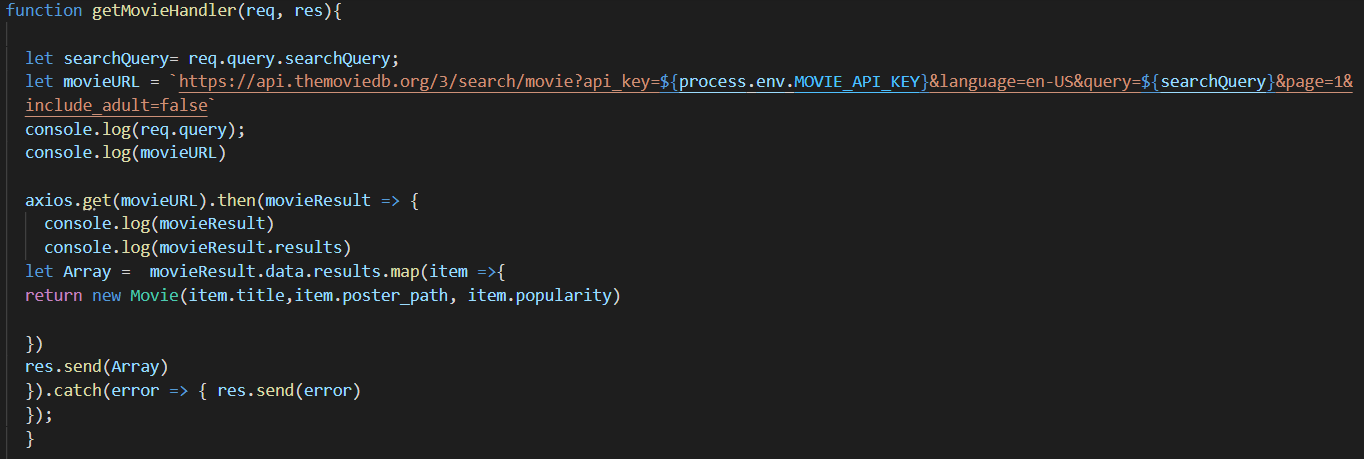 function getMovieHandler(req, res){
let searchQuery= req.query.searchQuery;
let movieURL = `https://api.themoviedb.org/3/search/movie?api_key=${process.env.MOVIE_API_KEY}&language=en-US&query=${searchQuery}&page=1&
include_adult=false`
console.log(req.query);
console.log(movieURL)
axios.get(movieURL).then(movieResult => {
console.log(movieResult)
console.log(movieResult.results)
let Array =  movieResult.data.results.map(item =>{
return new Movie(item.title,item.poster_path, item.popularity)
})
res.send(Array)
}).catch(error => { res.send(error)
});
}